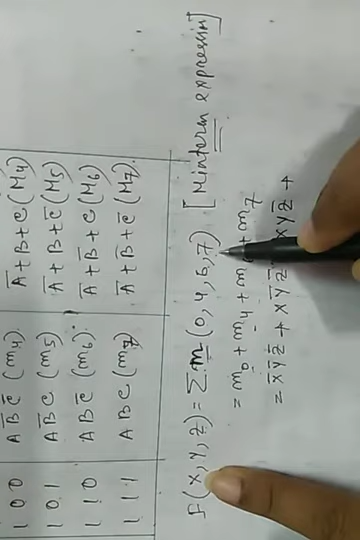 1 0 0 A B̅ C̅ (m4) A̅+B+C (M4)
1 0 1 A B̅ C (m5) A̅+B+C̅ (M5)
1 1 0 A B C̅ (m6) A̅+B̅+C (M6)
1 1 1 A B C (m7) A̅+B̅+C̅ (M7)
F(X,Y,Z) = Σm (0,4,6,7) [Minterm expression]
= m0 + m4 + m7
= X̅ Y̅ Z̅ + X Y̅ Z̅ X Y Z̅ +